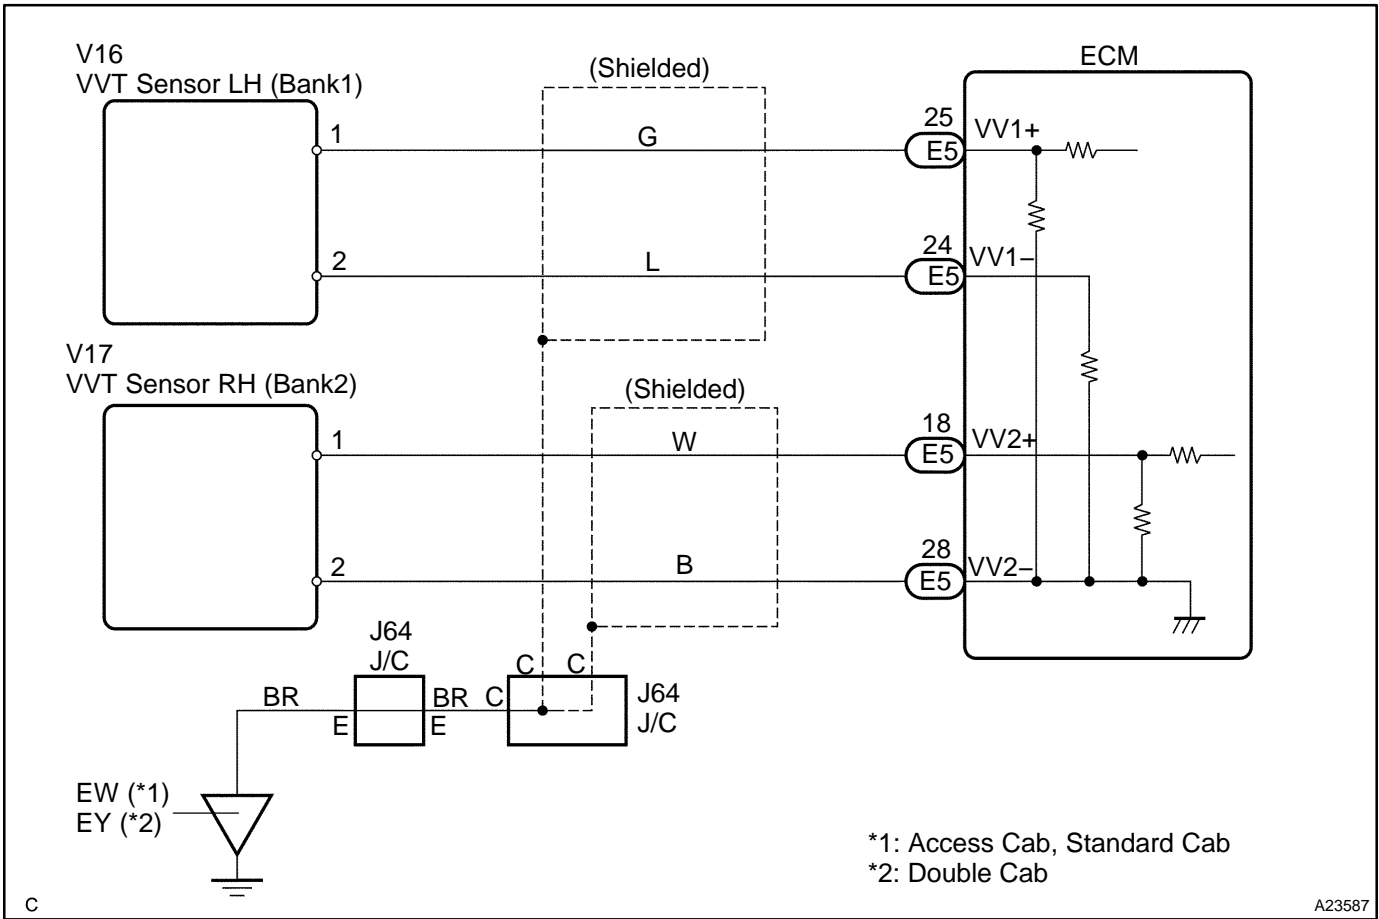 V16
VVT Sensor LH (Bank1)
(Shielded)
ECM
1
G
25
E5
VV1+
2
L
24
E5
VV1–
V17
VVT Sensor RH (Bank2)
(Shielded)
1
W
18
E5
VV2+
2
B
28
E5
VV2–
J64
J/C
C
C
BR
E
BR
E
C
J64
J/C
EW (*1)
EY (*2)
*1: Access Cab, Standard Cab
*2: Double Cab
C
A23587